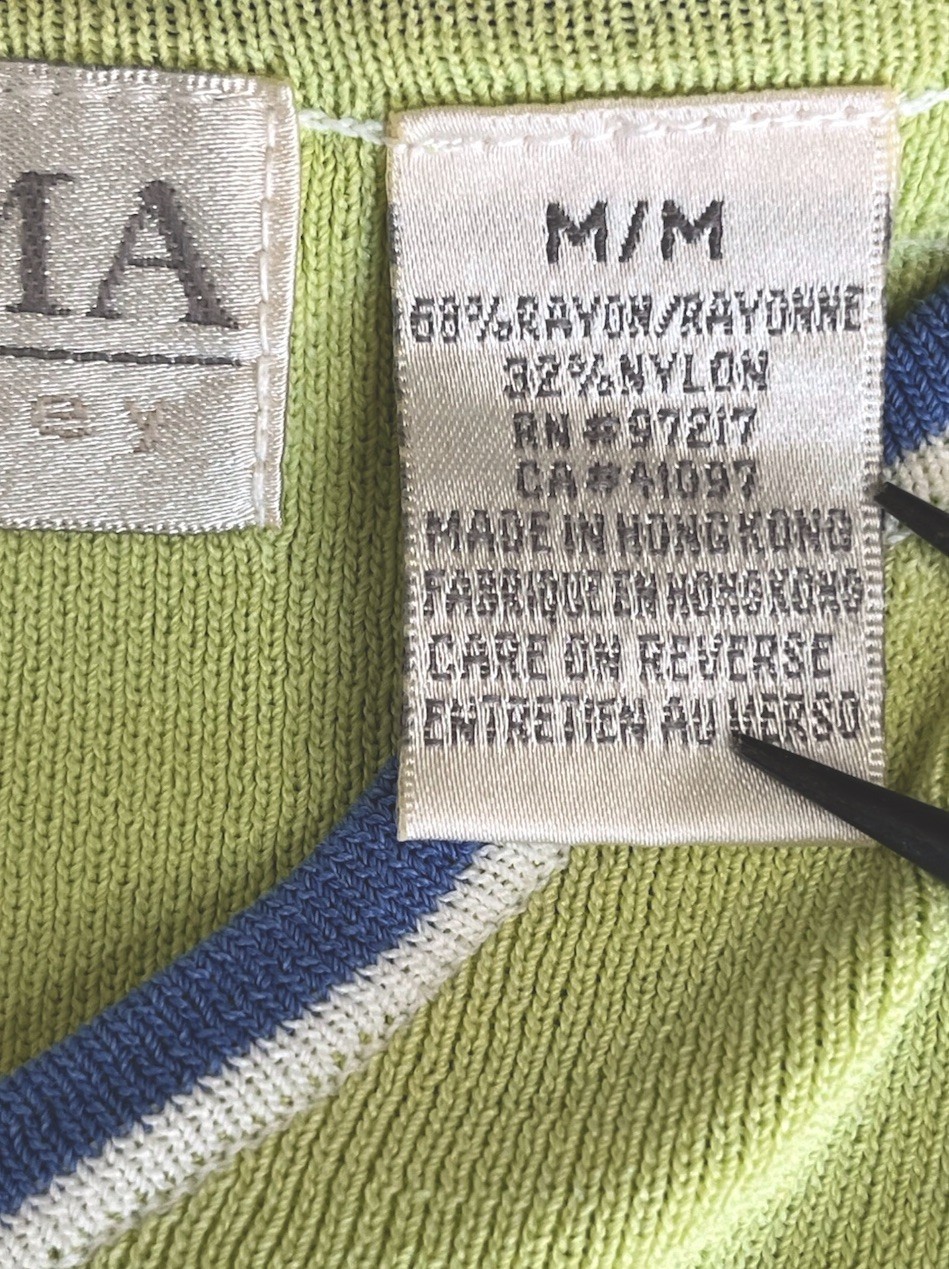 MA
ey
M/M
68%RAYON/RAYONNE
32%NYLON
RN #97217
CA#41097
MADE IN HONG KONG
FABRIQUE EN HONG KONG
CARE ON REVERSE
ENTRETIEN AU VERSO